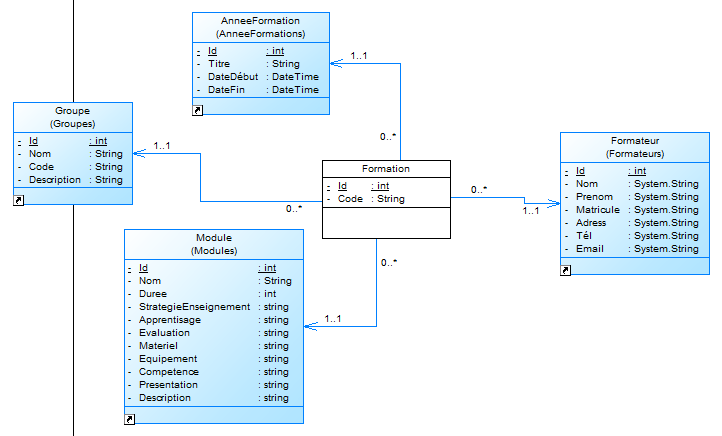 AnneeFormation
(AnneeFormations)
- Id : int
- Titre : String
- DateDébut : DateTime
- DateFin : DateTime
1..1
0..*
Groupe
(Groupes)
- Id : int
- Nom : String
- Code : String
- Description : String
1..1
0..*
Formation
- Id : int
- Code : String
Formateur
(Formateurs)
- Id : int
- Nom : System.String
- Prenom : System.String
- Matricule : System.String
- Adress : System.String
- Tél : System.String
- Email : System.String
0..*
1..1
Module
(Modules)
- Id : int
- Nom : String
- Duree : int
- StrategieEnseignement : string
- Apprentisage : string
- Evaluation : string
- Materiel : string
- Equipement : string
- Competence : string
- Presentation : string
- Description : string
0..*
1..1